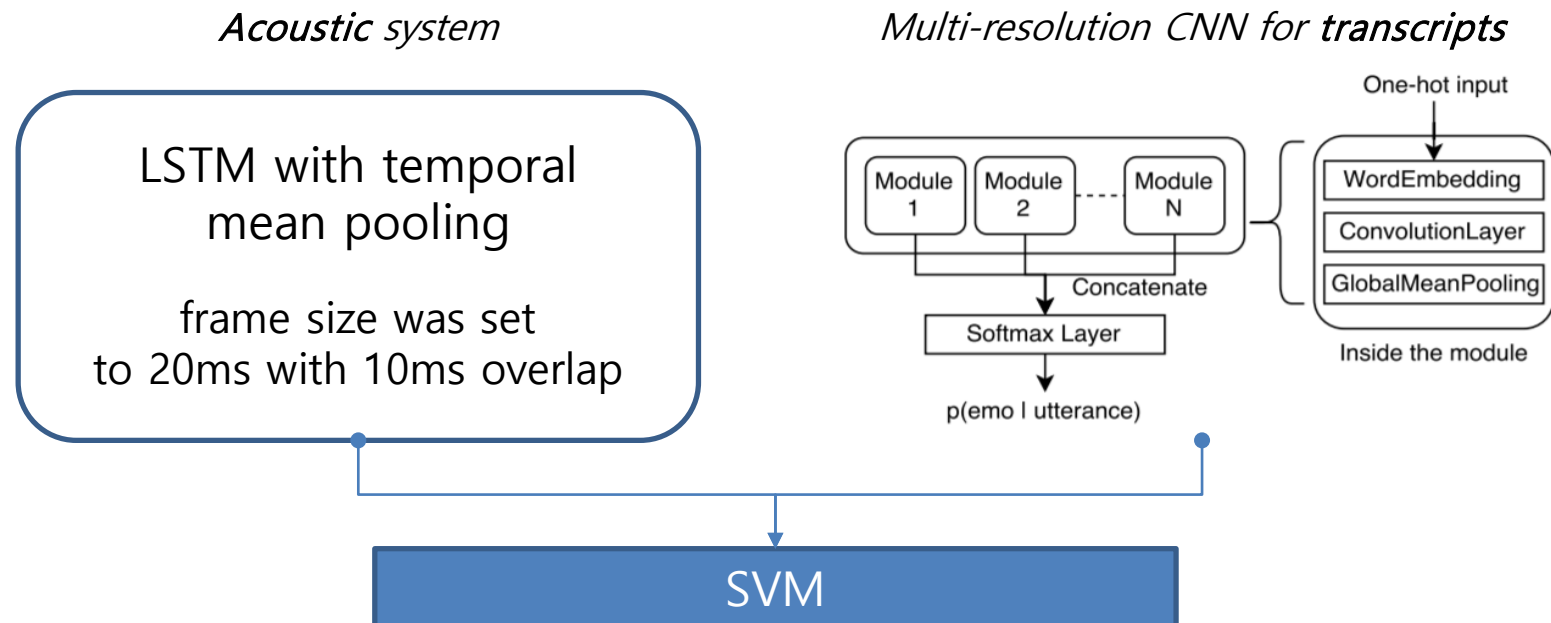 Acoustic system
LSTM with temporal
mean pooling
frame size was set
to 20ms with 10ms overlap
Multi-resolution CNN for transcripts
Module
1
Module
2
Module
N
Concatenate
Softmax Layer
p(emo | utterance)
One-hot input
WordEmbedding
ConvolutionLayer
GlobalMeanPooling
Inside the module
SVM